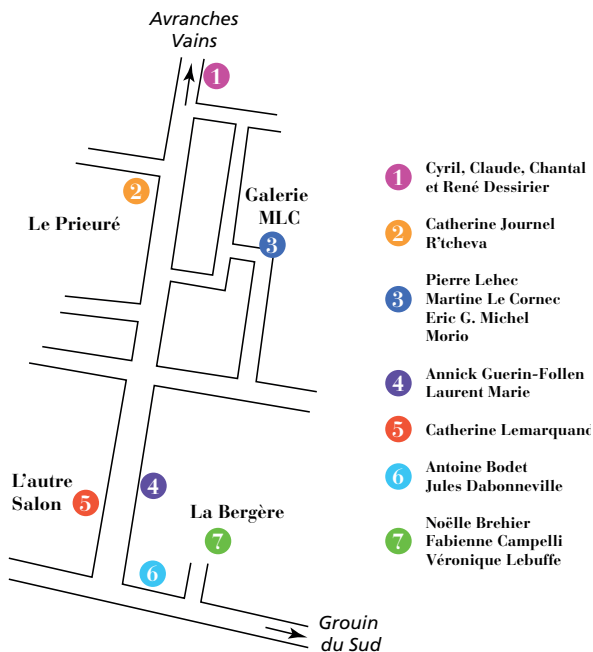 Avranches
Vains
1
2
Le Prieuré
Galerie
MLC
3
L'autre
Salon
5
4
La Bergère
7
6
Grouin
du Sud
1 Cyril, Claude, Chantal
et René Dessirier
2 Catherine Journel
R'tcheva
3 Pierre Lehec
Martine Le Cornec
Eric G. Michel
Morio
4 Annick Guerin-Follen
Laurent Marie
5 Catherine Lemarquand
6 Antoine Bodet
Jules Dabonneville
7 Noëlle Brehier
Fabienne Campelli
Véronique Lebuffe